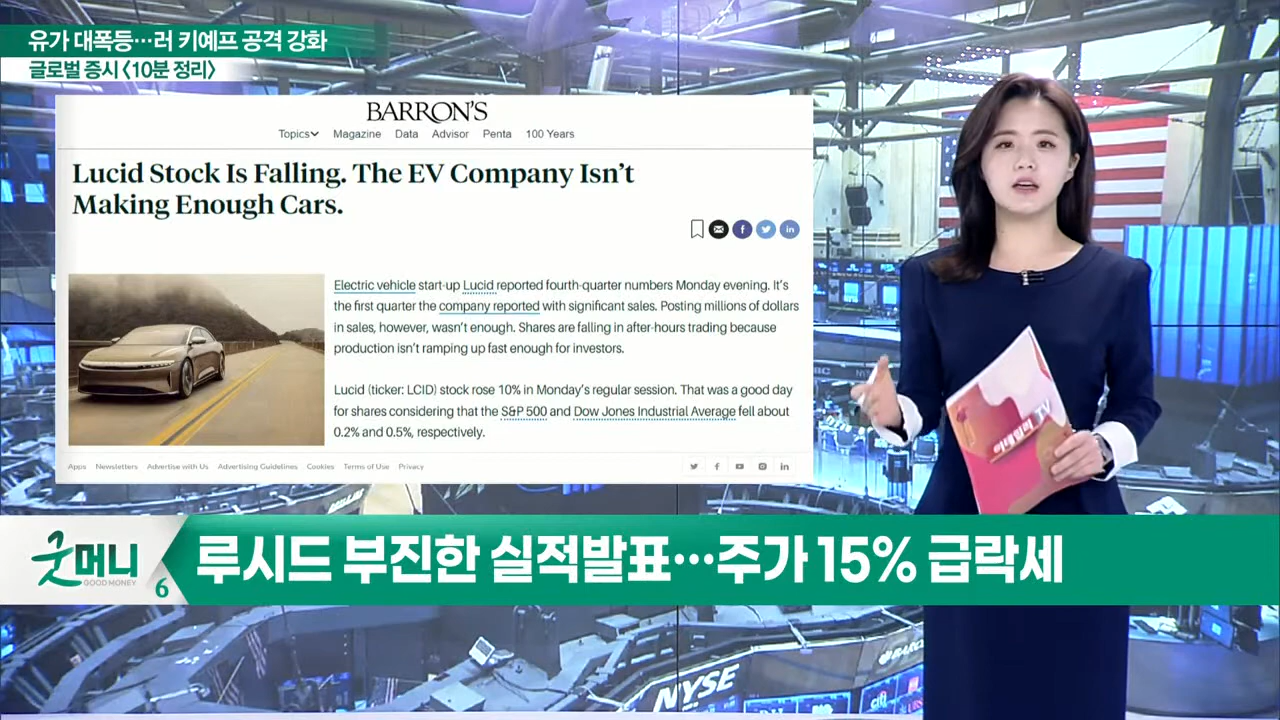 유가 대폭등…러 키예프 공격 강화
글로벌 증시 <10분 정리>
BARRON'S
Topics Magazine Data Advisor Penta 100 Years
Lucid Stock Is Falling. The EV Company Isn't
Making Enough Cars.
Electric vehicle start-up Lucid reported fourth-quarter numbers Monday evening. It's
the first quarter the company reported with significant sales. Posting millions of dollars
in sales, however, wasn't enough. Shares are falling in after-hours trading because
production isn't ramping up fast enough for investors.
Lucid (ticker: LCID) stock rose 10% in Monday's regular session. That was a good day
for shares considering that the S&P 500 and Dow Jones Industrial Average fell about
0.2% and 0.5%, respectively.
Apps Newsletters Advertise with Us Advertising Guidelines Cookies Terms of Use Privacy
굿머니
GOOD MONEY
6
루시드 부진한 실적발표…주가 15% 급락세
NYSE
citi